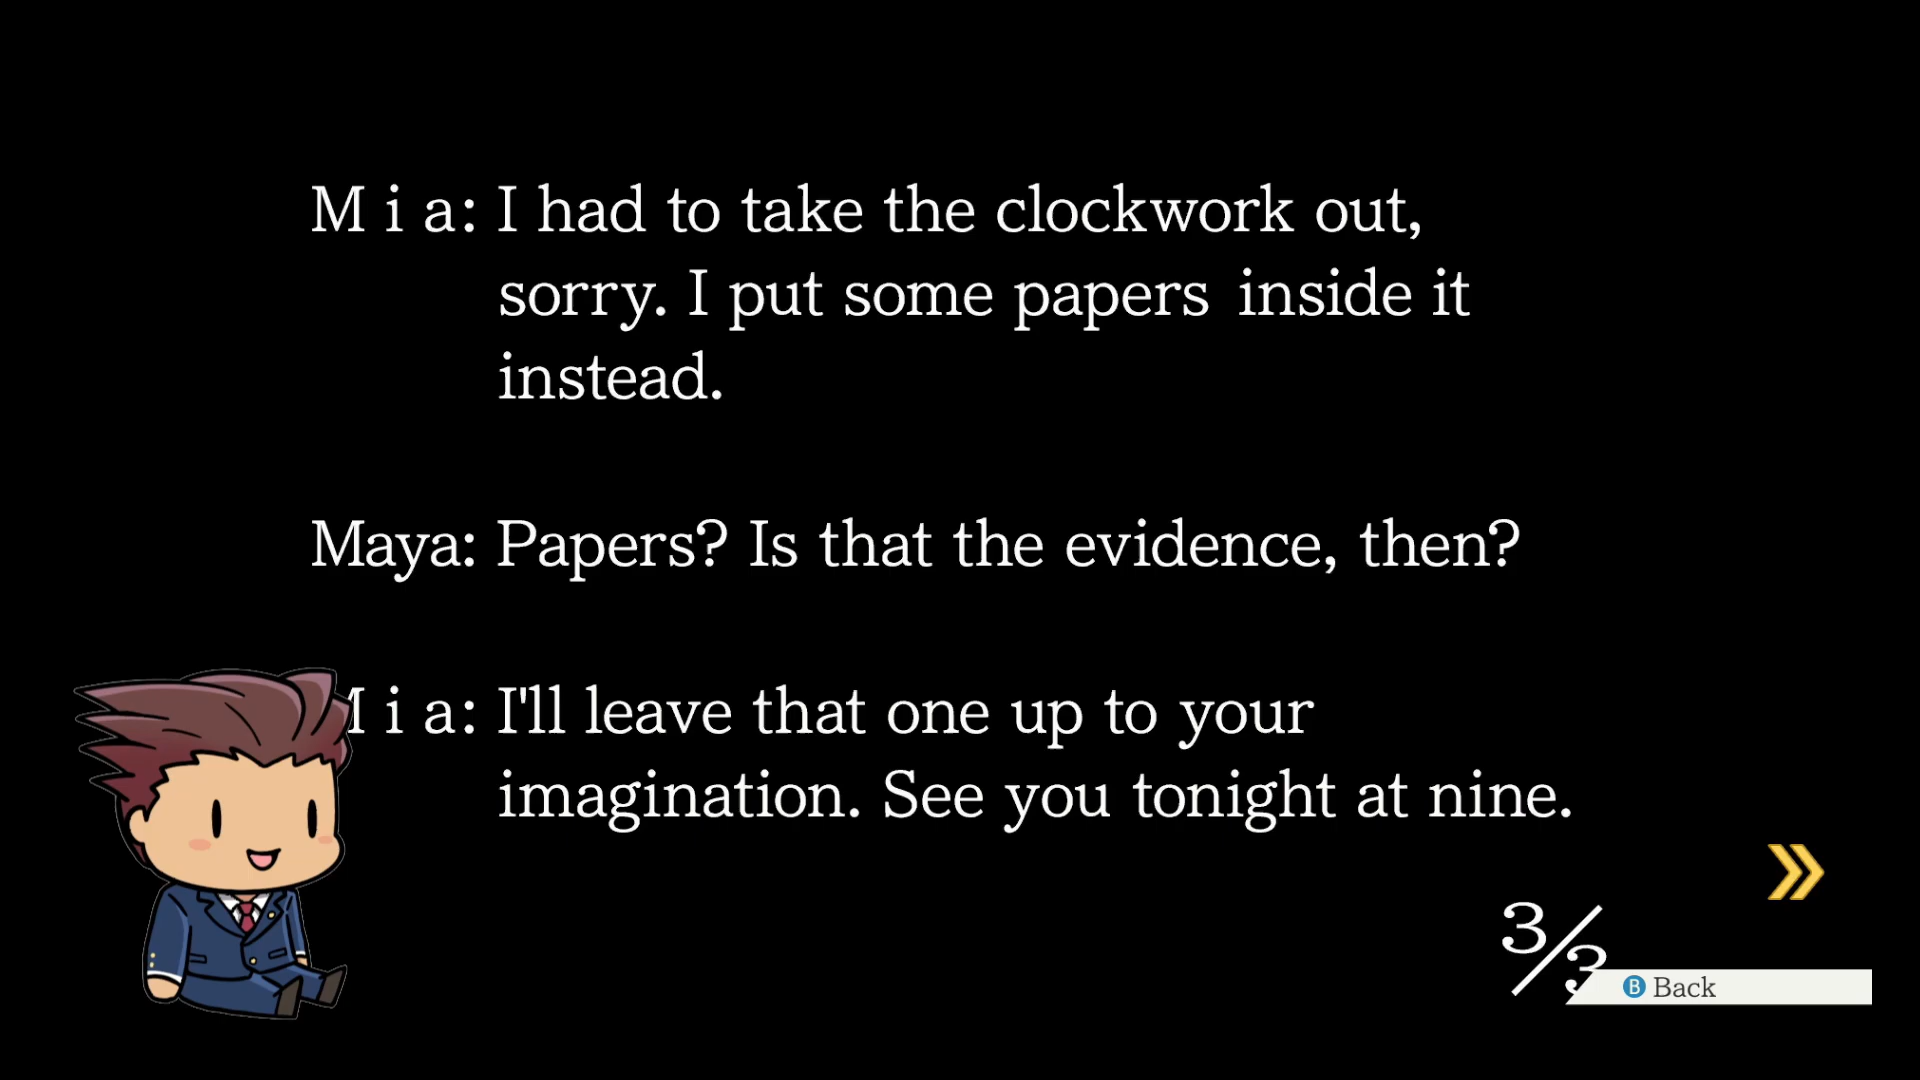 M i a: I had to take the clockwork out,
sorry. I put some papers inside it
instead.
Maya: Papers? Is that the evidence, then?
M i a: I'll leave that one up to your
imagination. See you tonight at nine.
3/3
B Back